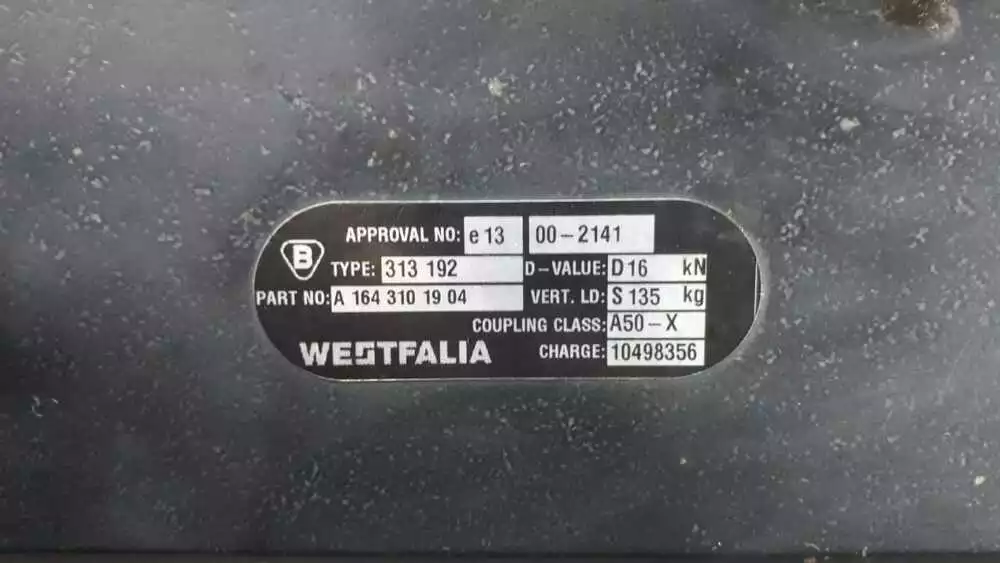 APPROVAL NO: e 13 00-2141
B
TYPE: 313 192 D-VALUE: D 16 kN
PART NO: A 164 310 19 04 VERT. LD: S 135 kg
COUPLING CLASS: A50-X
WESTFALIA CHARGE: 10498356